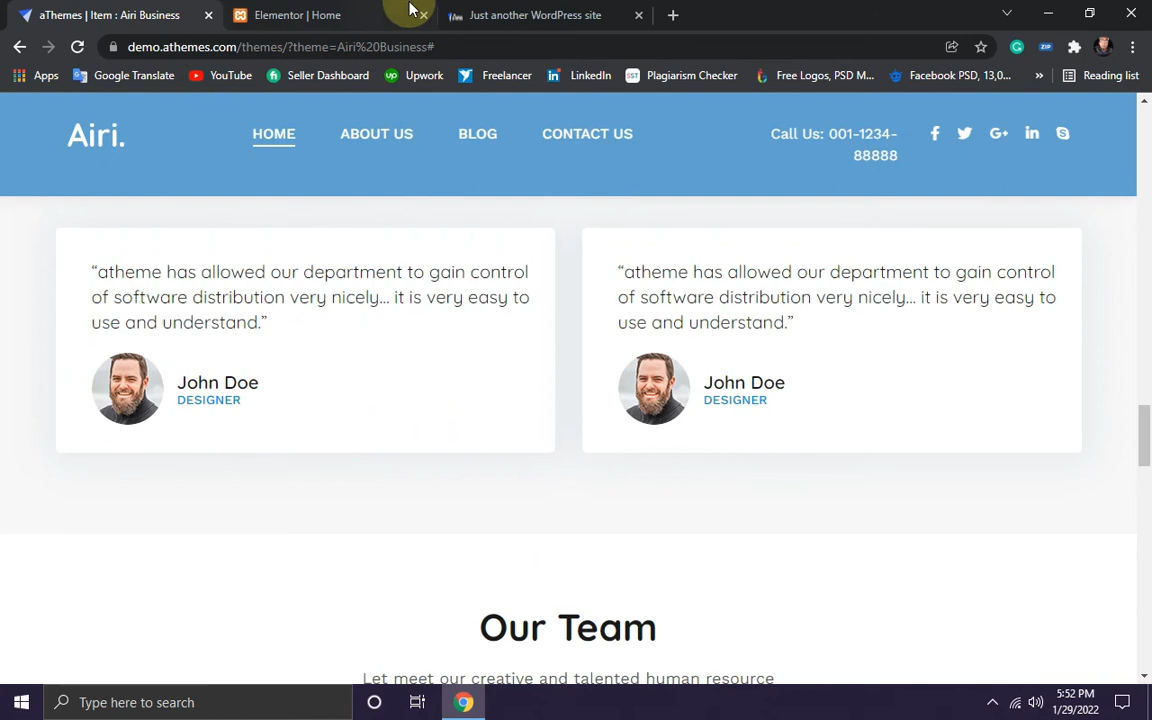 aThemes | Item : Airi Business
Elementor | Home
Just another WordPress site
demo.athemes.com/themes/?theme=Airi%20Business#
ZIP
Apps
Google Translate
YouTube
Seller Dashboard
Upwork
Freelancer
LinkedIn
SST
Plagiarism Checker
Free Logos, PSD M...
Facebook PSD, 13,0...
»
Reading list
Airi.
HOME
ABOUT US
BLOG
CONTACT US
Call Us: 001-1234-
88888
“atheme has allowed our department to gain control
of software distribution very nicely... it is very easy to
use and understand.”
John Doe
DESIGNER
“atheme has allowed our department to gain control
of software distribution very nicely... it is very easy to
use and understand.”
John Doe
DESIGNER
Our Team
Let meet our creative and talented human resource
Type here to search
5:52 PM
1/29/2022